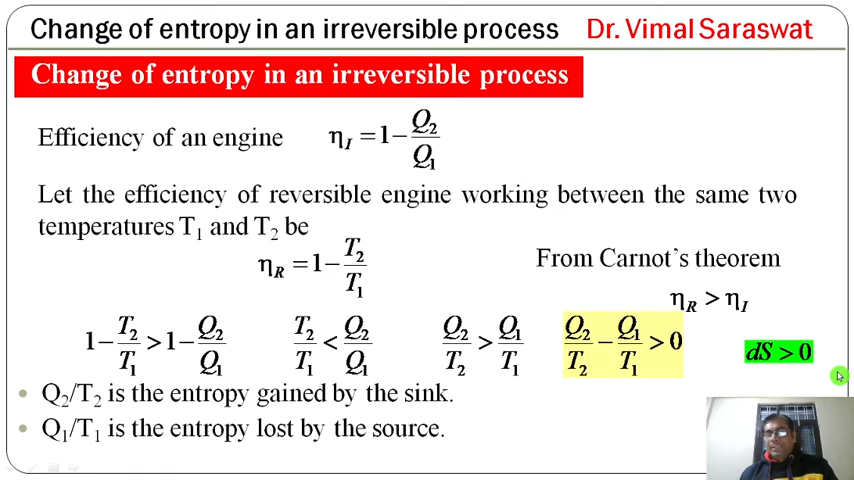 Change of entropy in an irreversible process Dr. Vimal Saraswat
Change of entropy in an irreversible process
Efficiency of an engine η_I = 1 − Q₂/Q₁
Let the efficiency of reversible engine working between the same two
temperatures T₁ and T₂ be
η_R = 1 − T₂/T₁
From Carnot's theorem
η_R > η_I
1 − T₂/T₁ > 1 − Q₂/Q₁ T₂/T₁ < Q₂/Q₁ Q₂/T₂ > Q₁/T₁ Q₂/T₂ − Q₁/T₁ > 0 dS > 0
• Q₂/T₂ is the entropy gained by the sink.
• Q₁/T₁ is the entropy lost by the source.